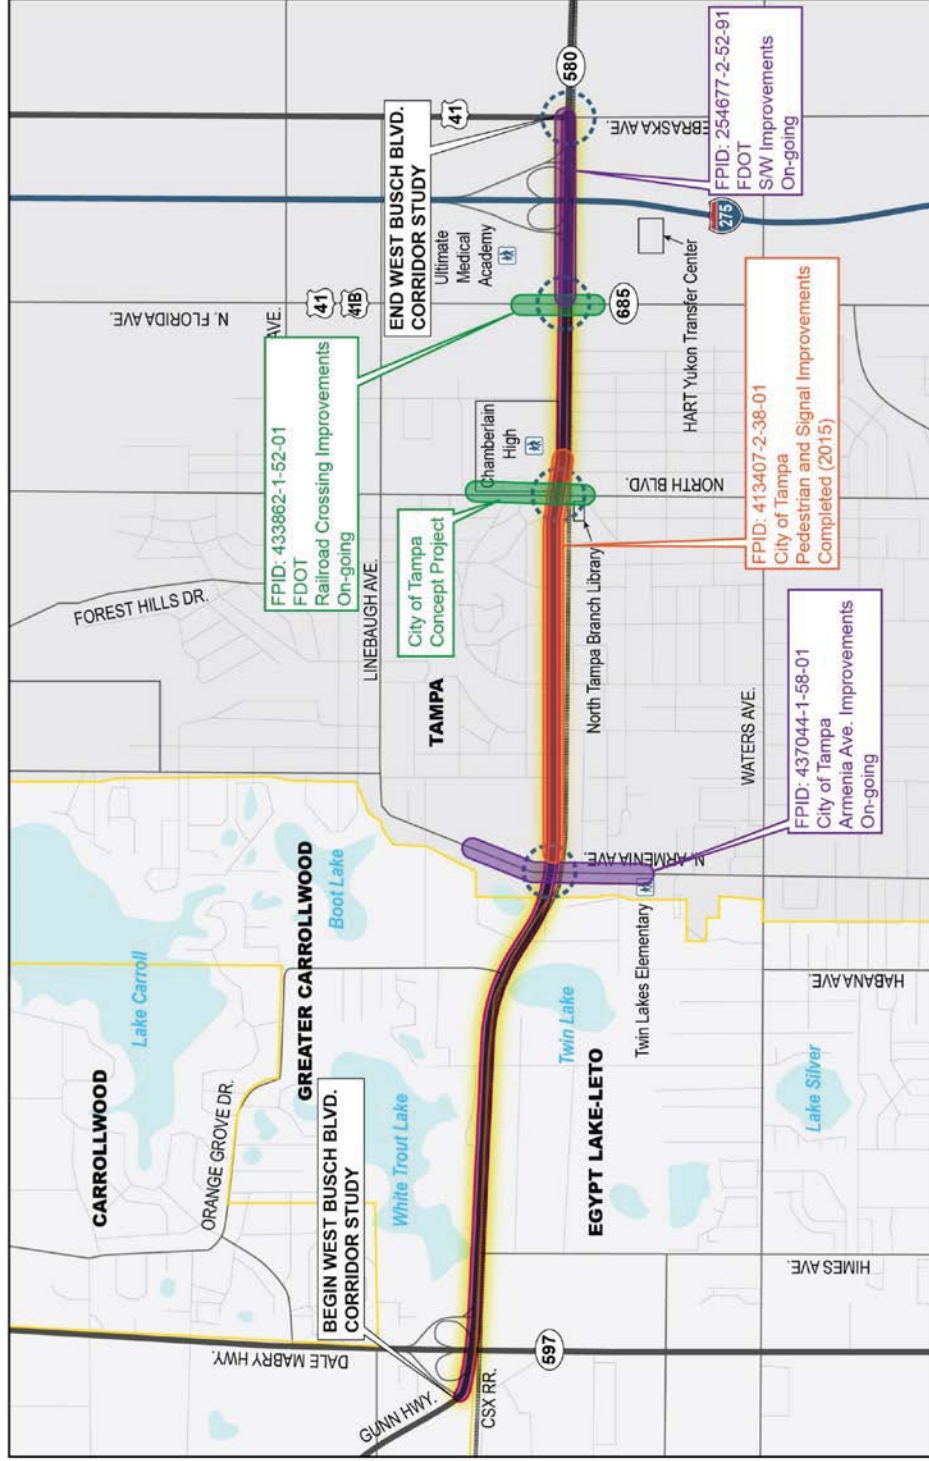 CARROLLWOOD
Lake Carroll
ORANGE GROVE DR.
GREATER CARROLLWOOD
Boot Lake
BEGIN WEST BUSCH BLVD.
CORRIDOR STUDY
White Trout Lake
DALE MABRY HWY.
GUNN HWY.
CSX RR.
597
EGYPT LAKE-LETO
Twin Lake
Twin Lakes Elementary
Lake Silver
HIMES AVE.
HABANA AVE.
N. ARMENIA AVE.
FPID: 437044-1-58-01
City of Tampa
Armenia Ave. Improvements
On-going
WATERS AVE.
FOREST HILLS DR.
LINEBAUGH AVE.
TAMPA
City of Tampa
Concept Project
FPID: 433862-1-52-01
FDOT
Railroad Crossing Improvements
On-going
AVE.
N. FLORIDA AVE.
41
41B
Chamberlain
High
North Tampa Branch Library
NORTH BLVD.
FPID: 413407-2-38-01
City of Tampa
Pedestrian and Signal Improvements
Completed (2015)
HART Yukon Transfer Center
685
Ultimate
Medical
Academy
END WEST BUSCH BLVD.
CORRIDOR STUDY
41
580
EBRASKA AVE.
275
FPID: 254677-2-52-91
FDOT
S/W Improvements
On-going